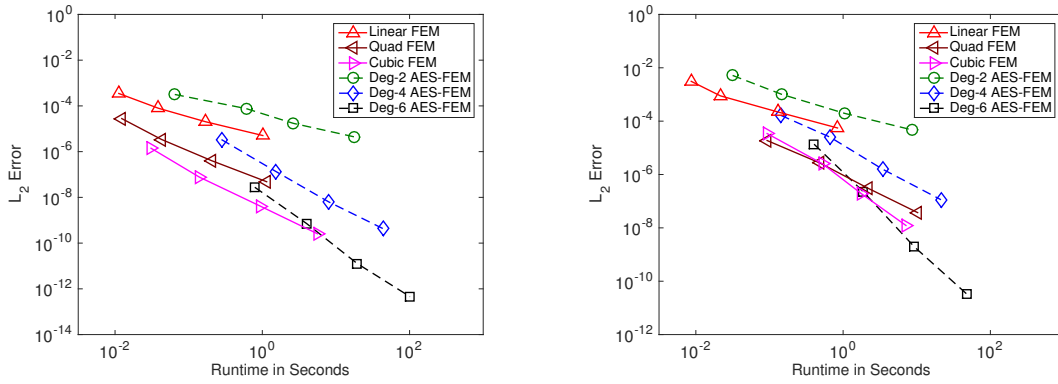 10^0
10^-2
10^-4
10^-6
10^-8
10^-10
10^-12
10^-14
L_2 Error
10^-2
10^0
10^2
Runtime in Seconds
Linear FEM
Quad FEM
Cubic FEM
Deg-2 AES-FEM
Deg-4 AES-FEM
Deg-6 AES-FEM
10^0
10^-2
10^-4
10^-6
10^-8
10^-10
10^-12
L_2 Error
10^-2
10^0
10^2
Runtime in Seconds
Linear FEM
Quad FEM
Cubic FEM
Deg-2 AES-FEM
Deg-4 AES-FEM
Deg-6 AES-FEM